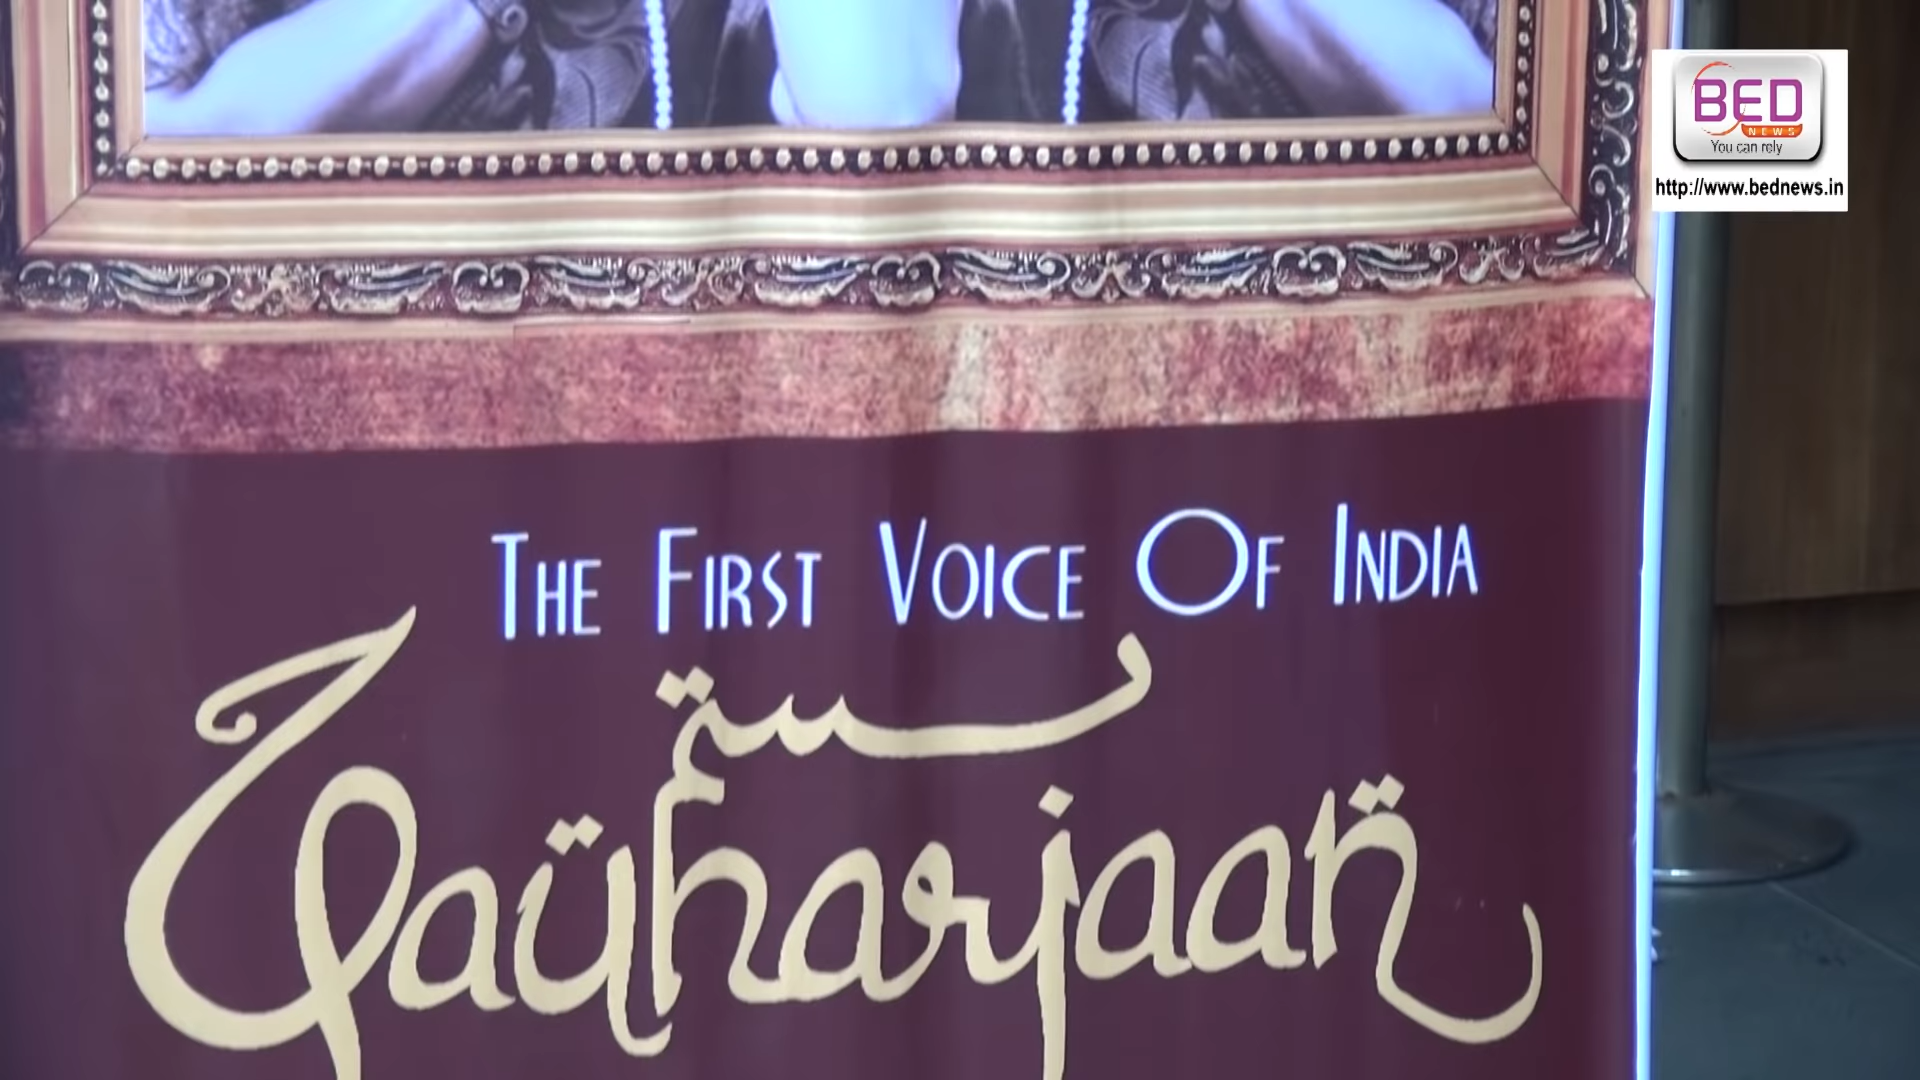 BED
NEWS
You can rely
http://www.bednews.in
THE FIRST VOICE OF INDIA
Gauharjaan